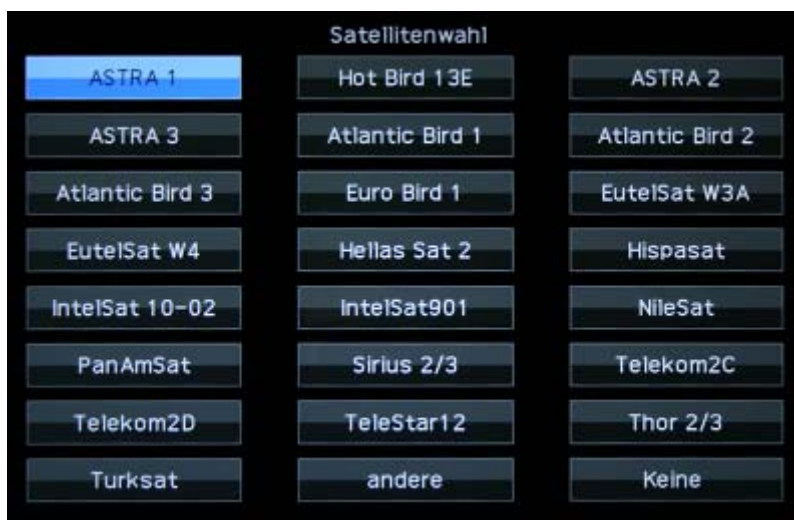 Satellitenwahl
ASTRA 1 Hot Bird 13E ASTRA 2
ASTRA 3 Atlantic Bird 1 Atlantic Bird 2
Atlantic Bird 3 Euro Bird 1 EutelSat W3A
EutelSat W4 Hellas Sat 2 Hispasat
IntelSat 10-02 IntelSat901 NileSat
PanAmSat Sirius 2/3 Telekom2C
Telekom2D TeleStar12 Thor 2/3
Turksat andere Keine